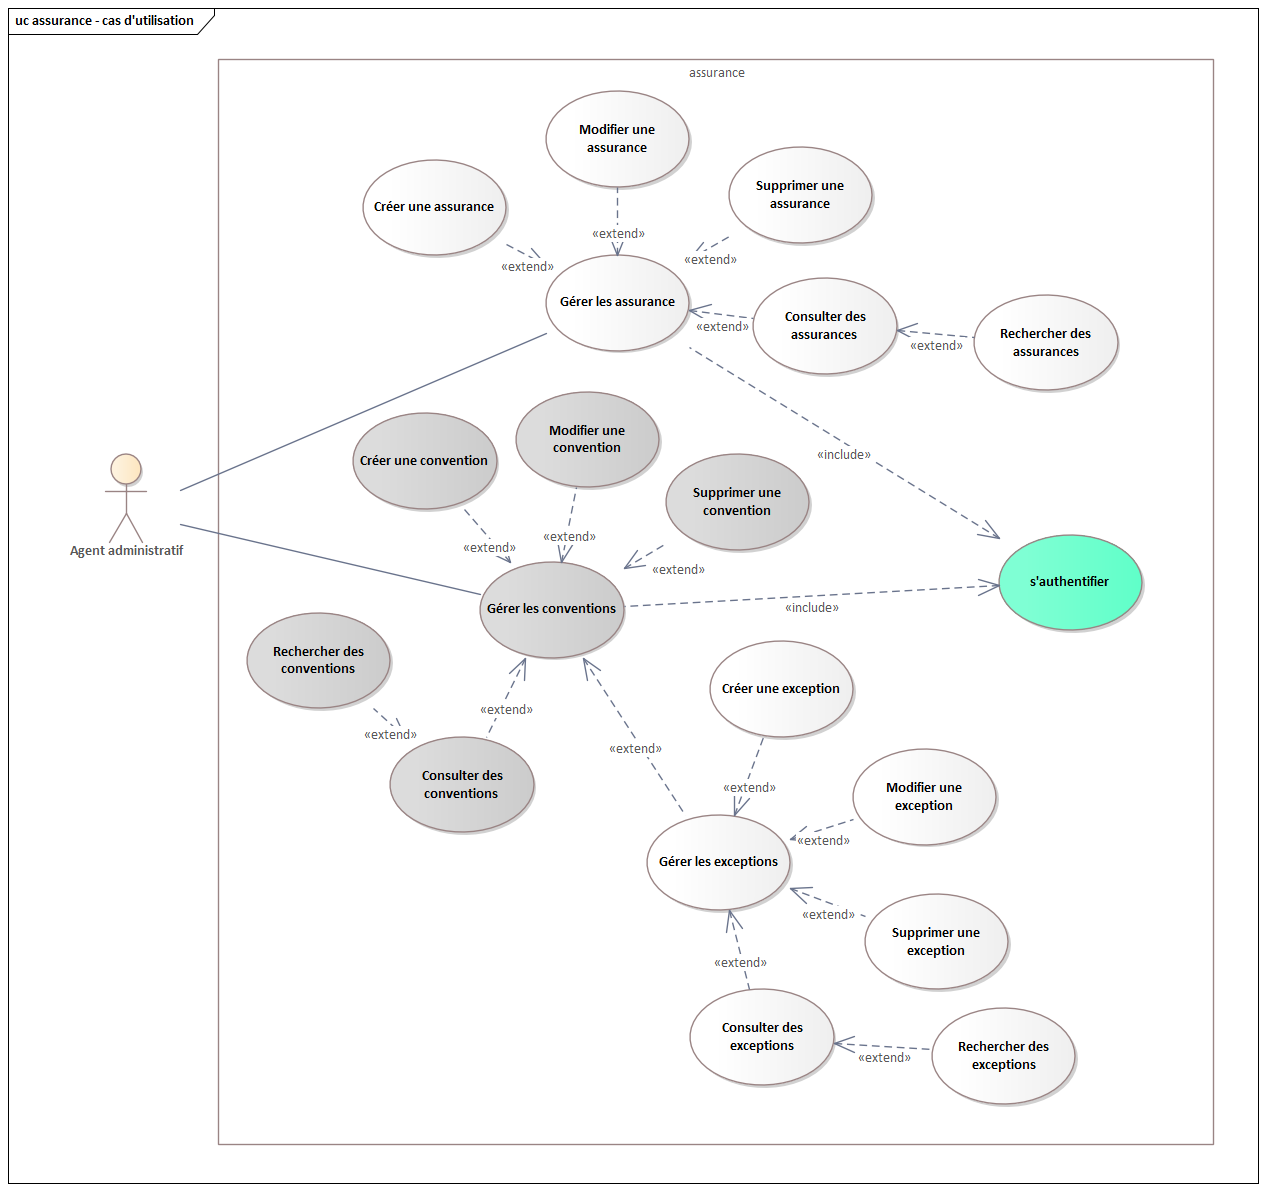 uc assurance - cas d'utilisation
assurance
Modifier une
assurance
Supprimer une
assurance
Créer une assurance
«extend»
«extend»
«extend»
Gérer les assurance
Consulter des
assurances
«extend»
Rechercher des
assurances
«extend»
Créer une convention
Modifier une
convention
«include»
Supprimer une
convention
«extend»
«extend»
«extend»
Agent administratif
s'authentifier
Gérer les conventions
«include»
Rechercher des
conventions
«extend»
«extend»
Consulter des
conventions
«extend»
Créer une exception
«extend»
Modifier une
exception
«extend»
Gérer les exceptions
«extend»
Supprimer une
exception
«extend»
Consulter des
exceptions
«extend»
Rechercher des
exceptions